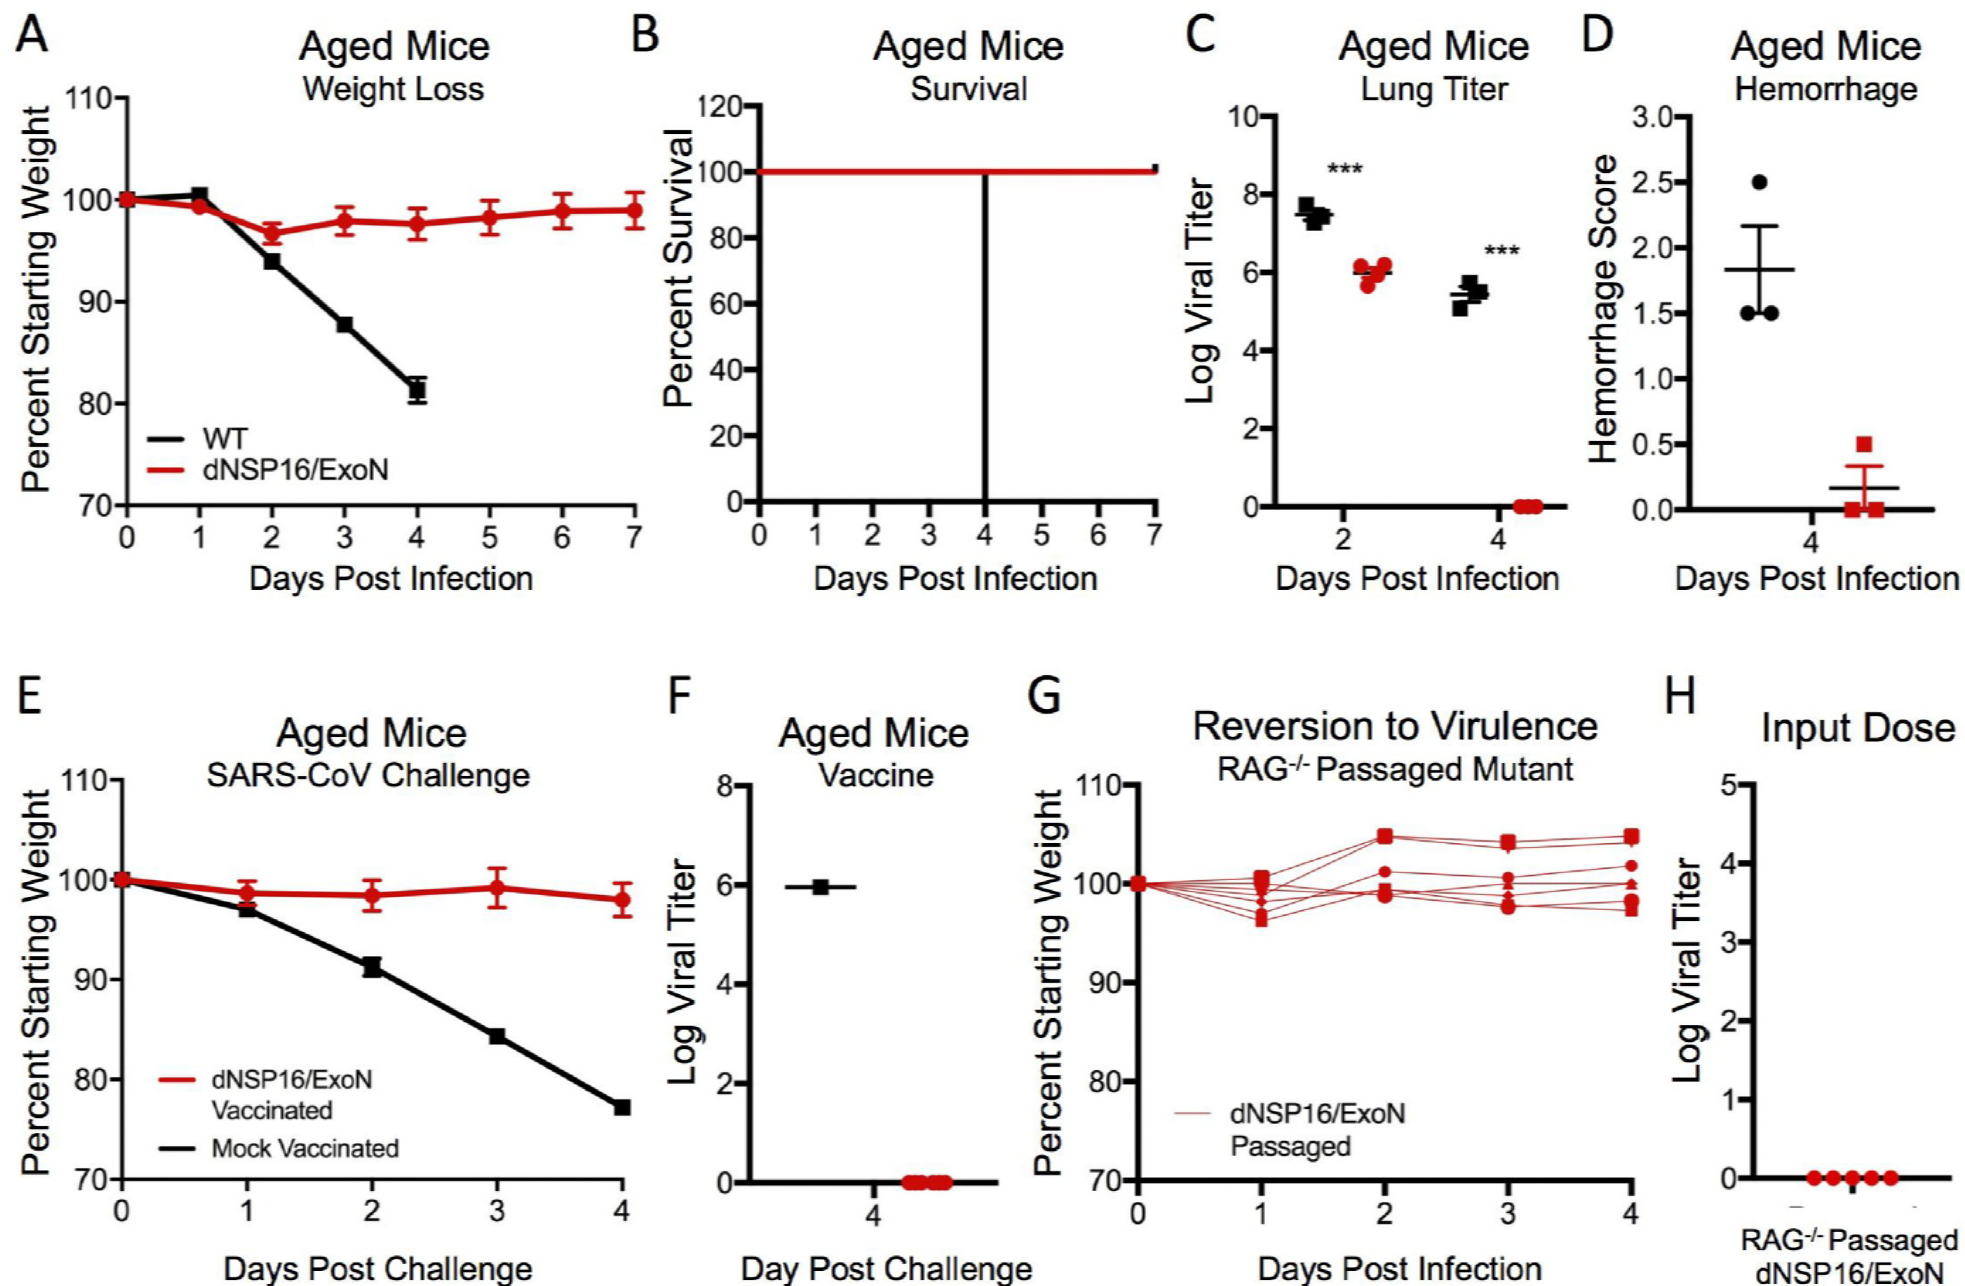 A
Aged Mice
Weight Loss
Percent Starting Weight
110
100
90
80
70
WT
dNSP16/ExoN
0 1 2 3 4 5 6 7
Days Post Infection
B
Aged Mice
Survival
Percent Survival
120
100
80
60
40
20
0
0 1 2 3 4 5 6 7
Days Post Infection
C
Aged Mice
Lung Titer
Log Viral Titer
10
8
6
4
2
0
***
***
2 4
Days Post Infection
D
Aged Mice
Hemorrhage
Hemorrhage Score
3.0
2.5
2.0
1.5
1.0
0.5
0.0
4
Days Post Infection
E
Aged Mice
SARS-CoV Challenge
Percent Starting Weight
110
100
90
80
70
dNSP16/ExoN
Vaccinated
Mock Vaccinated
0 1 2 3 4
Days Post Challenge
F
Aged Mice
Vaccine
Log Viral Titer
8
6
4
2
0
4
Day Post Challenge
G
Reversion to Virulence
RAG-/- Passaged Mutant
Percent Starting Weight
110
100
90
80
70
dNSP16/ExoN
Passaged
0 1 2 3 4
Days Post Infection
H
Input Dose
Log Viral Titer
5
4
3
2
1
0
RAG-/- Passaged
dNSP16/ExoN